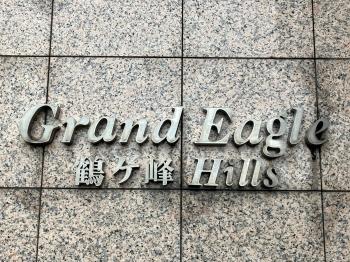 Grand Eagle
鶴ケ峰 Hills